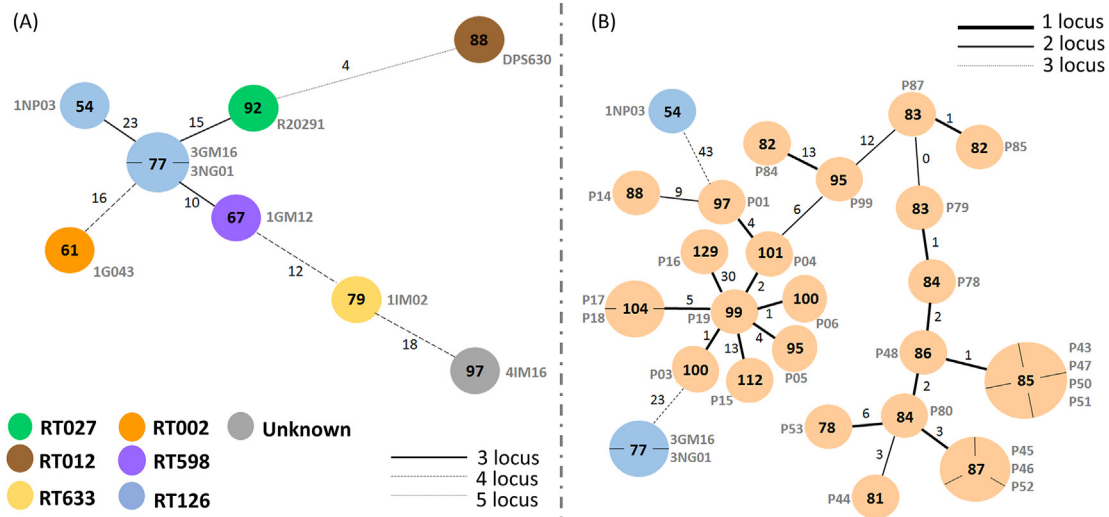 (A)
88
DPS630
4
1NP03
54
92
R20291
15
23
77
3GM16
3NG01
16
10
67
1GM12
61
1G043
12
79
1IM02
18
97
4IM16
RT027
RT002
Unknown
RT012
RT598
RT633
RT126
3 locus
4 locus
5 locus
(B)
1 locus
2 locus
3 locus
1NP03
54
43
P14
88
9
97
P01
4
82
P84
13
95
P99
12
6
P87
83
1
82
P85
0
83
P79
1
84
P78
2
101
P04
2
P16
129
30
P17
P18
104
5
99
P19
1
100
P06
4
95
P05
13
112
P15
1
100
P03
23
77
3GM16
3NG01
P48
86
1
85
P43
P47
P50
P51
2
84
P80
6
78
P53
3
81
P44
3
87
P45
P46
P52